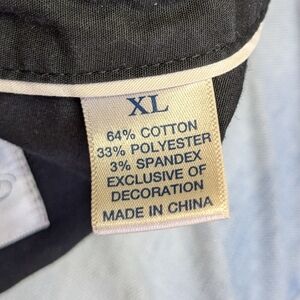 XL
64% COTTON
33% POLYESTER
3% SPANDEX
EXCLUSIVE OF
DECORATION
MADE IN CHINA